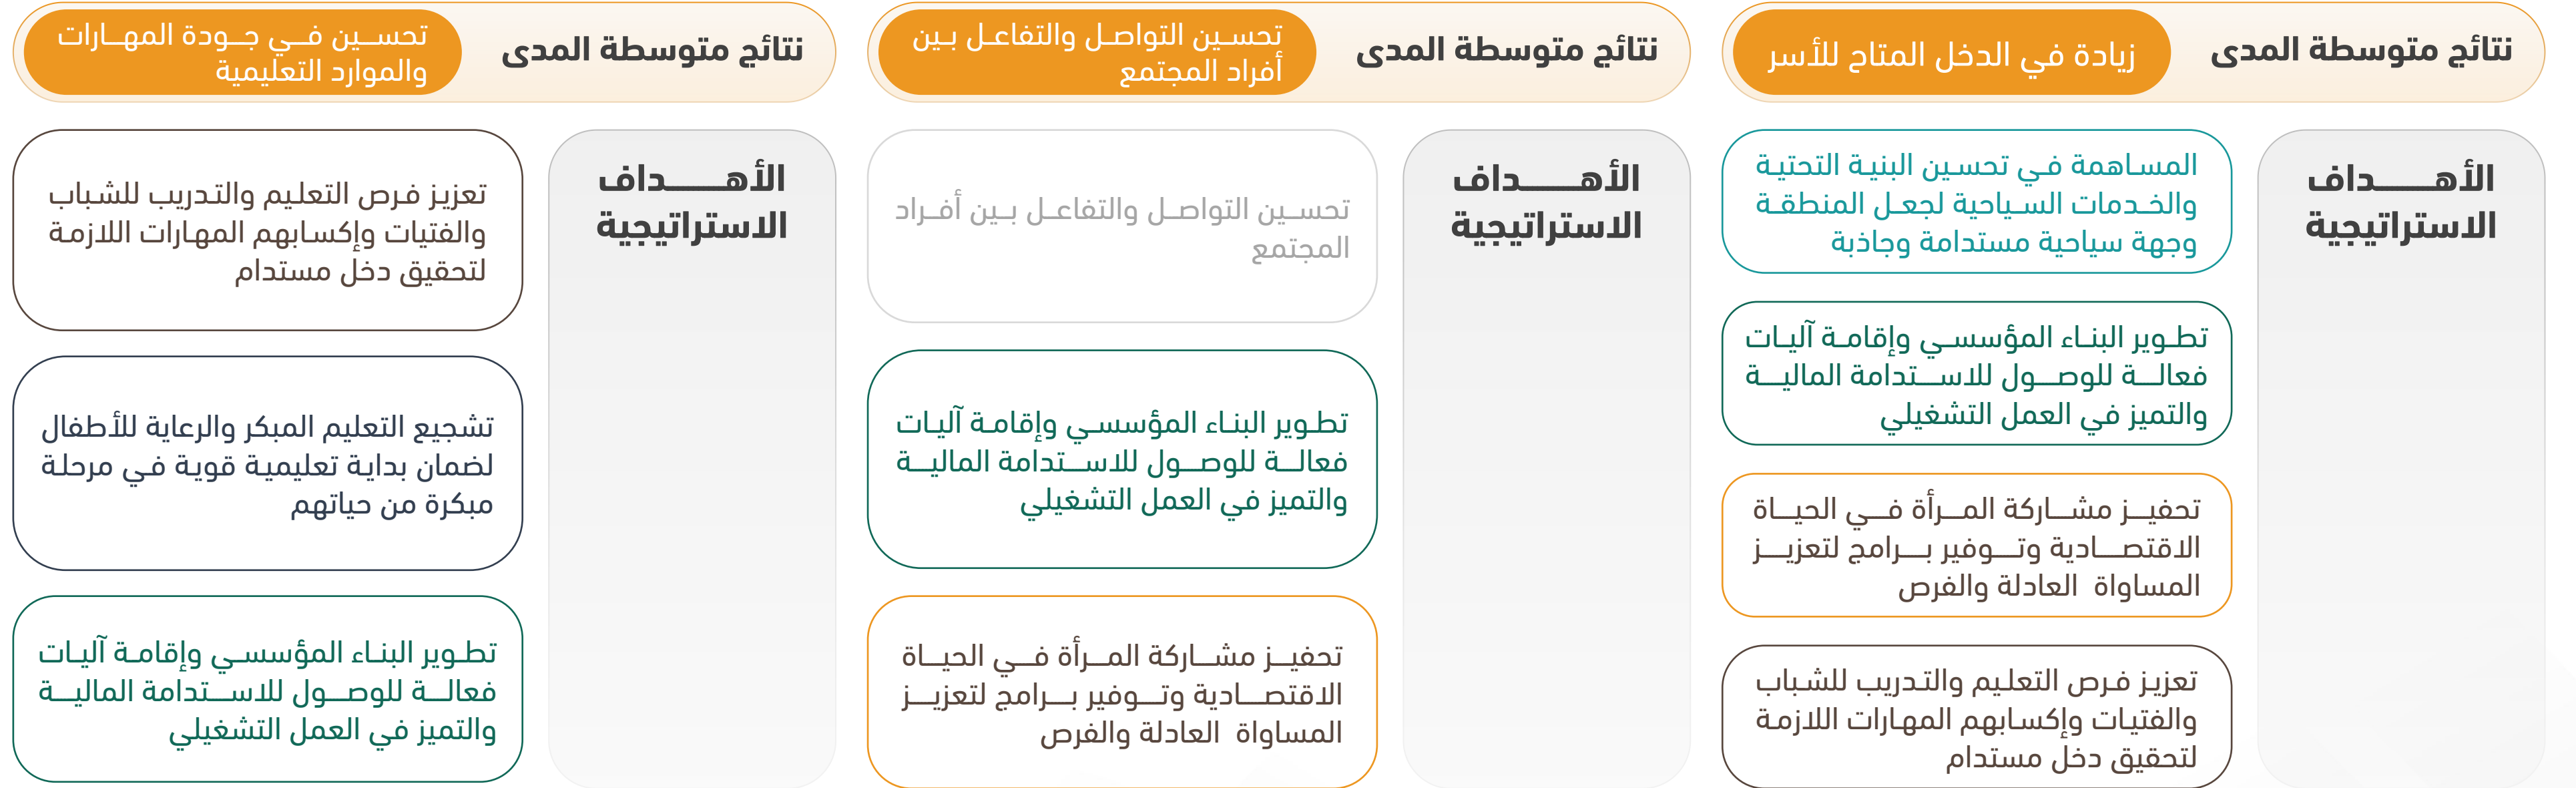 نتائج متوسطة المدى
زيادة في الدخل المتاح للأسر
الأهداف
الاستراتيجية
المساهمة في تحسين البنية التحتية
والخدمات السياحية لجعل المنطقة
وجهة سياحية مستدامة وجاذبة
تطوير البناء المؤسسي وإقامة آليات
فعالة للوصول للاستدامة المالية
والتميز في العمل التشغيلي
تحفيز مشاركة المرأة في الحياة
الاقتصادية وتوفير برامج لتعزيز
المساواة العادلة والفرص
تعزيز فرص التعليم والتدريب للشباب
والفتيات وإكسابهم المهارات اللازمة
لتحقيق دخل مستدام
نتائج متوسطة المدى
تحسين التواصل والتفاعل بين
أفراد المجتمع
الأهداف
الاستراتيجية
تحسين التواصل والتفاعل بين أفراد
المجتمع
تطوير البناء المؤسسي وإقامة آليات
فعالة للوصول للاستدامة المالية
والتميز في العمل التشغيلي
تحفيز مشاركة المرأة في الحياة
الاقتصادية وتوفير برامج لتعزيز
المساواة العادلة والفرص
نتائج متوسطة المدى
تحسين في جودة المهارات
والموارد التعليمية
الأهداف
الاستراتيجية
تعزيز فرص التعليم والتدريب للشباب
والفتيات وإكسابهم المهارات اللازمة
لتحقيق دخل مستدام
تشجيع التعليم المبكر والرعاية للأطفال
لضمان بداية تعليمية قوية في مرحلة
مبكرة من حياتهم
تطوير البناء المؤسسي وإقامة آليات
فعالة للوصول للاستدامة المالية
والتميز في العمل التشغيلي